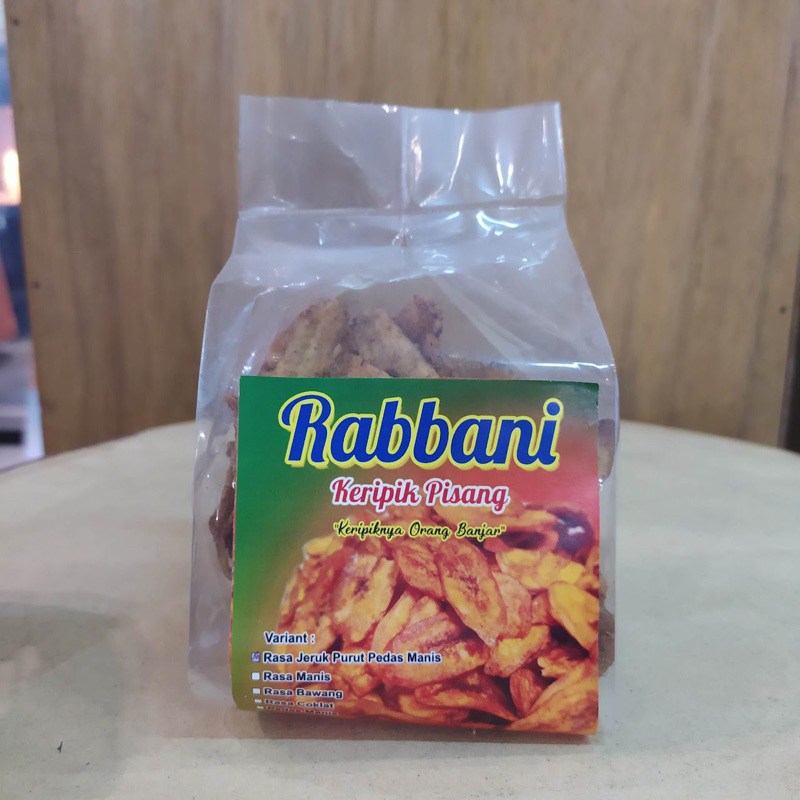 Rabbani
Keripik Pisang
"Keripiknya Orang Banjar"
Variant :
Rasa Jeruk Purut Pedas Manis
Rasa Manis
Rasa Bawang
Rasa Coklat